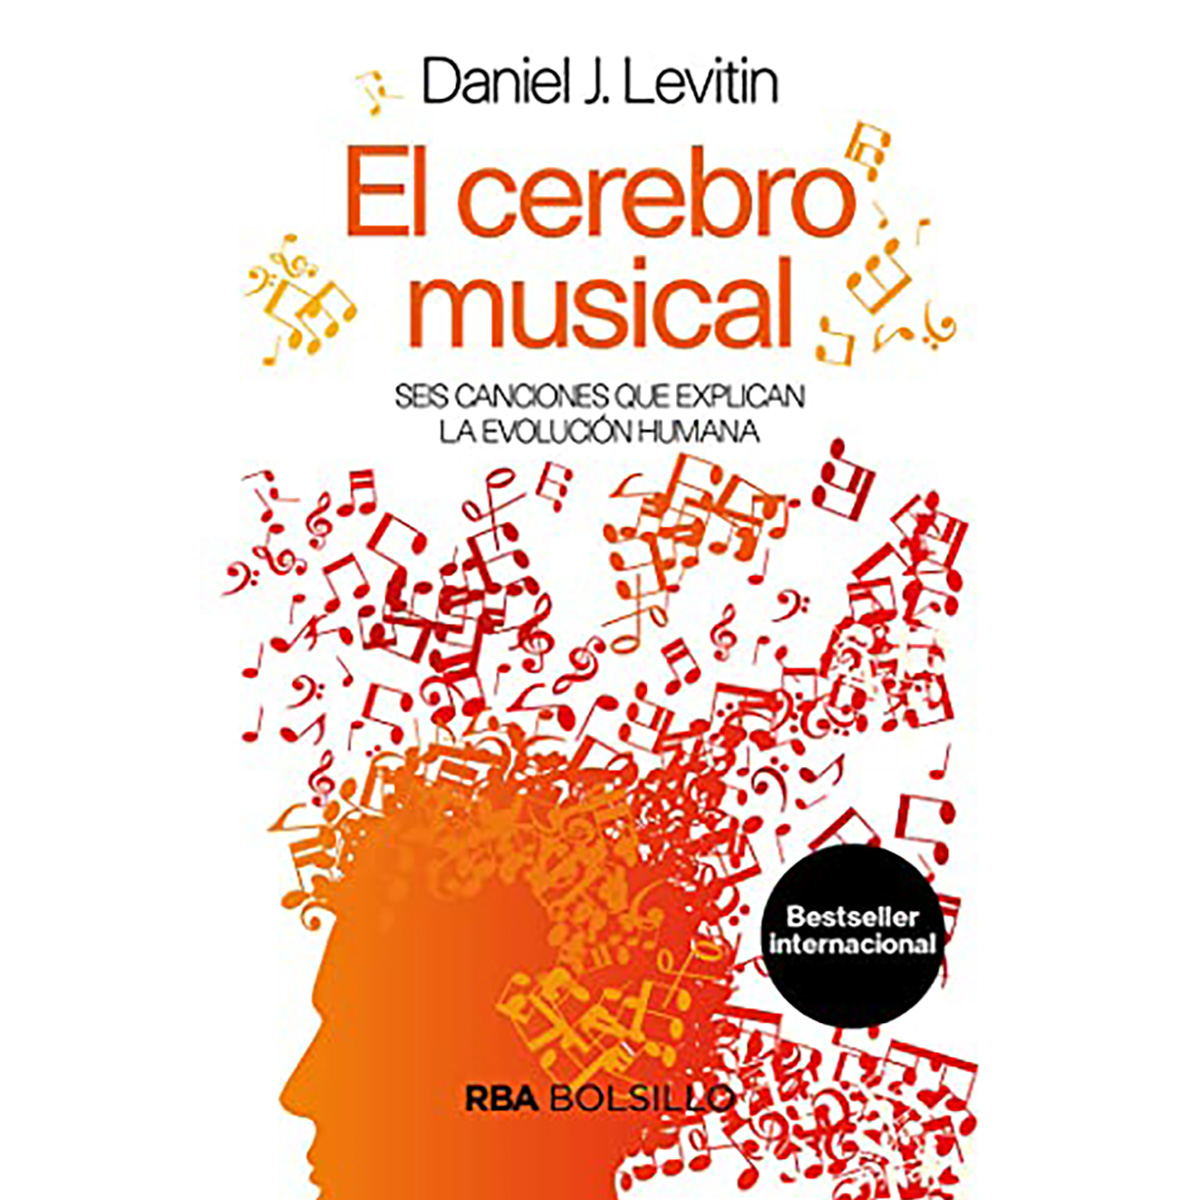 Daniel J. Levitin
El cerebro
musical
SEIS CANCIONES QUE EXPLICAN
LA EVOLUCIÓN HUMANA
Bestseller
internacional
RBA BOLSILLO